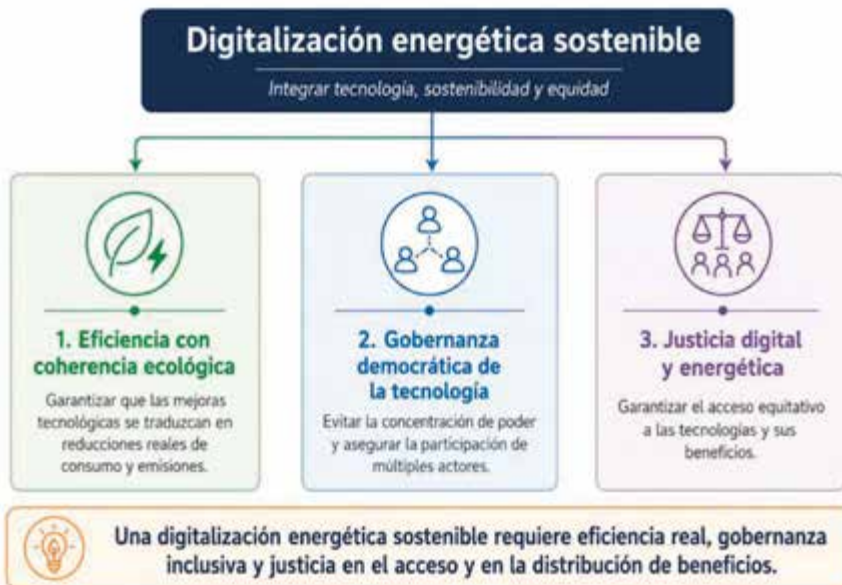 Digitalización energética sostenible
Integrar tecnología, sostenibilidad y equidad
1. Eficiencia con
coherencia ecológica
Garantizar que las mejoras
tecnológicas se traduzcan en
reducciones reales de
consumo y emisiones.
2. Gobernanza
democrática de
la tecnología
Evitar la concentración de poder
y asegurar la participación de
múltiples actores.
3. Justicia digital
y energética
Garantizar el acceso equitativo
a las tecnologías y sus
beneficios.
Una digitalización energética sostenible requiere eficiencia real, gobernanza
inclusiva y justicia en el acceso y en la distribución de beneficios.